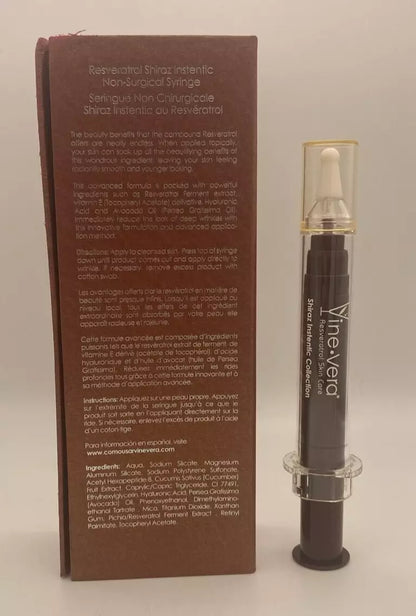 Resveratrol Shiraz Instentic
Non-Surgical Syringe
Seringue Non Chirurgicale
Shiraz Instentic au Resvératrol
The beauty benefits that the compound Resveratrol
offers are nearly endless. When applied topically,
your skin can soak up all the beautifying benefits of
this wondrous ingredient, leaving your skin feeling
radiantly smooth and younger looking.
This advanced formula is packed with powerful
ingredients such as Resveratrol Ferment extract,
vitamin E (Tocopheryl Acetate) derivative, Hyaluronic
Acid and Avocado Oil (Persea Gratissima Oil).
Immediately reduced the look of deep wrinkles with
this innovative formulation and advanced applica-
tion method.
Directions: Apply to cleansed skin. Press top of syringe
down until product comes out and apply directly to
wrinkle. If necessary, remove excess product with
cotton swab.
Les avantages offerts par la resvératrol en matière de
beauté sont presque infinis. Lorsqu'il est appliqué au
niveau local, tous les effets de cet ingrédient
extraordinaire sont absorbés par votre peau elle
apparaît radieuse et rajeunie.
Cette formule avancée est composée d'ingrédients
puissants tels que le resvératrol extrait de ferment, de
vitamine E dérivé (acétate de tocophérol) d'acide
hyaluronique et d'huile d'avocat (huile de Persea
Gratissima). Réduisez immédiatement les rides
profondes tous grâce à cette formule innovante et à
sa méthode d'application avancée.
Instructions: Appliquez sur une peau propre. Appuyez
sur l'extrémité de la seringue jusqu'à ce que le
produit soit sorte en l'appliquant directement sur la
ride. Si nécessaire, enlevez l'excès de produit à l'aide
d'un coton-tige.
Para información en español, visite
www.comousarvinevera.com
Ingredients: Aqua, Sodium Silicate, Magnesium
Aluminum Silicate, Sodium Polystyrene Sulfonate,
Acetyl Hexapeptide 8, Cucumis Sativus (Cucumber)
Fruit Extract, Caprylic/Capric Triglyceride, CI 77491,
Ethylhexylglycerin, Hyaluronic Acid, Persea Gratissima
(Avocado) Oil, Phenoxyethanol, Dimethylamino-
ethanol Tartrate, Mica, Titanium Dioxide, Xanthan
Gum, Pichia/Resveratrol Ferment Extract, Retinyl
Palmitate, Tocopheryl Acetate.
Vine•Vera®
Resveratrol Skin Care
Shiraz Instentic Collection